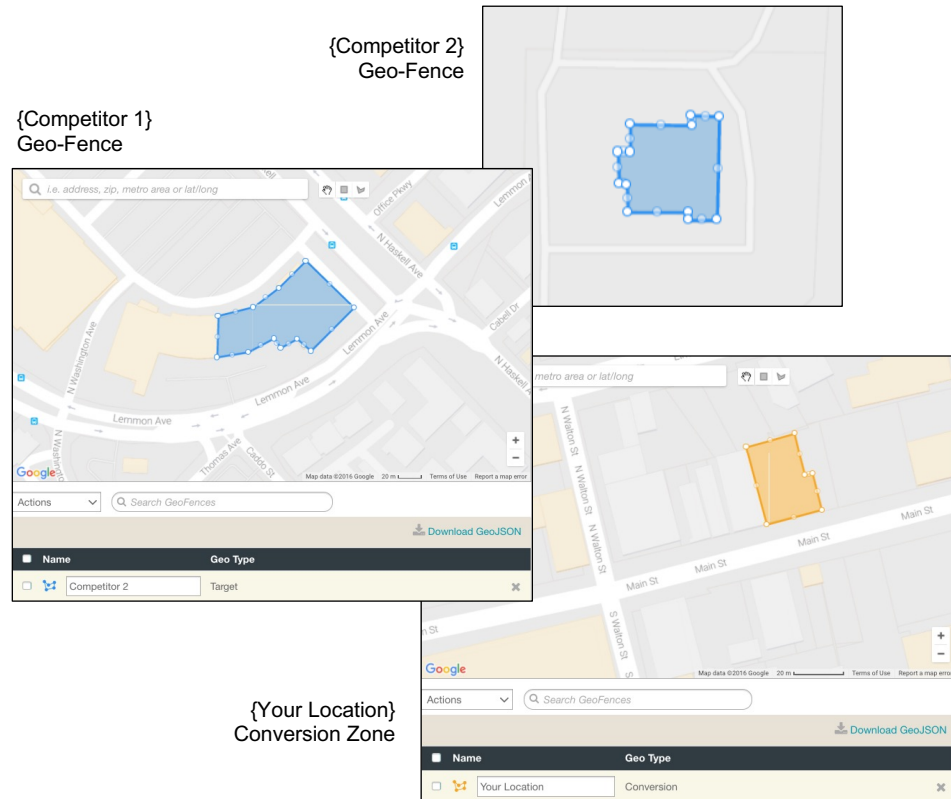 {Competitor 2}
Geo-Fence
{Competitor 1}
Geo-Fence
i.e. address, zip, metro area or lat/long
Office Pkwy
Lemmon Ave
N Haskell Ave
Cabell Dr
N Haskell
Lemmon Ave
N Washington Ave
Lemmon Ave
Lemmon Ave
N Washington
Thomas Ave
Caddo St
+
−
Google
Map data ©2016 Google
20 m
Terms of Use
Report a map error
Actions
Search GeoFences
Download GeoJSON
Name
Geo Type
Competitor 2
Target
metro area or lat/long
N Walton St
N Walton St
N Walton St
Main St
Main St
Main St
Main St
n St
S Walton St
+
−
Google
Map data ©2016 Google
20 m
Terms of Use
Report a map erro
{Your Location}
Conversion Zone
Actions
Search GeoFences
Download GeoJSON
Name
Geo Type
Your Location
Conversion